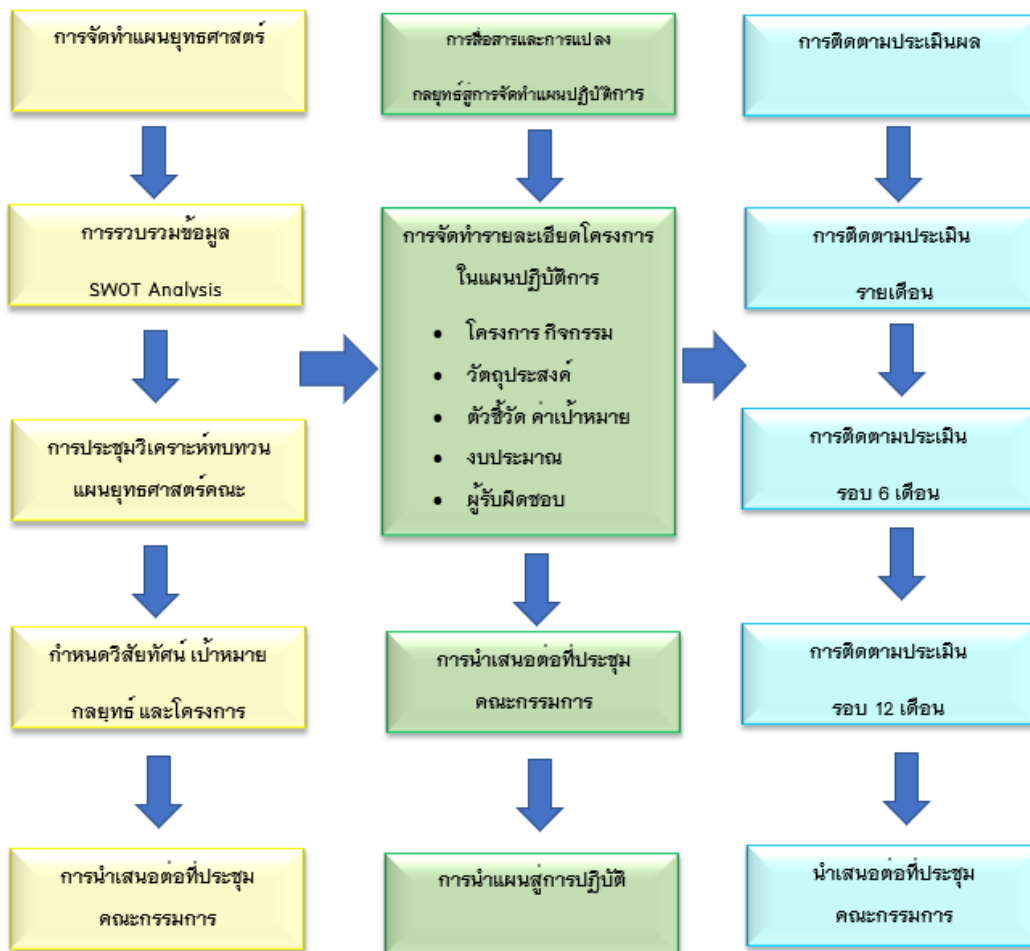 การจัดทำแผนยุทธศาสตร์
การรวบรวมข้อมูล
SWOT Analysis
การประชุมวิเคราะห์ทบทวน
แผนยุทธศาสตร์คณะ
กำหนดวิสัยทัศน์ เป้าหมาย
กลยุทธ์ และโครงการ
การนำเสนอต่อที่ประชุม
คณะกรรมการ
การสื่อสารและการแปลง
กลยุทธ์สู่การจัดทำแผนปฏิบัติการ
การจัดทำรายละเอียดโครงการ
ในแผนปฏิบัติการ
• โครงการ กิจกรรม
• วัตถุประสงค์
• ตัวชี้วัด ค่าเป้าหมาย
• งบประมาณ
• ผู้รับผิดชอบ
การนำเสนอต่อที่ประชุม
คณะกรรมการ
การนำแผนสู่การปฏิบัติ
การติดตามประเมินผล
การติดตามประเมิน
รายเดือน
การติดตามประเมิน
รอบ 6 เดือน
การติดตามประเมิน
รอบ 12 เดือน
นำเสนอต่อที่ประชุม
คณะกรรมการ